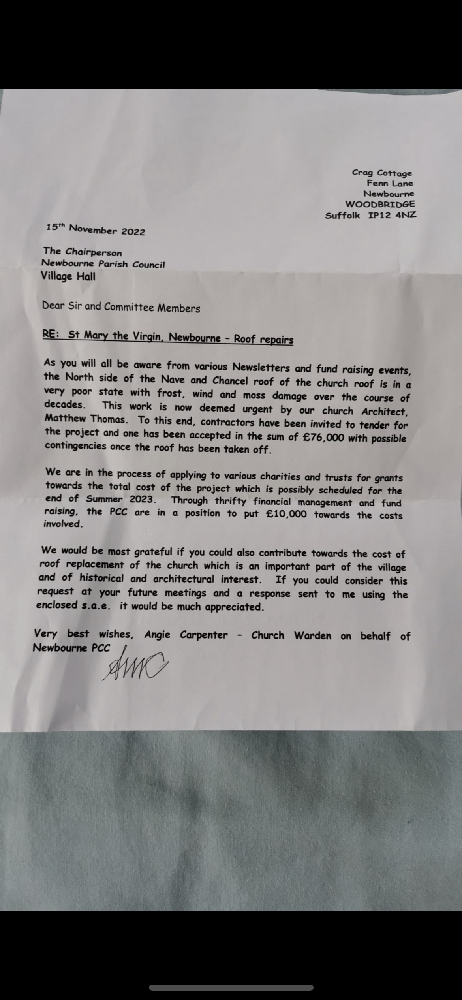 Crag Cottage
Fenn Lane
Newbourne
WOODBRIDGE
Suffolk IP12 4NZ
15th November 2022
The Chairperson
Newbourne Parish Council
Village Hall
Dear Sir and Committee Members
RE: St Mary the Virgin, Newbourne - Roof repairs
As you will all be aware from various Newsletters and fund raising events,
the North side of the Nave and Chancel roof of the church roof is in a
very poor state with frost, wind and moss damage over the course of
decades. This work is now deemed urgent by our church Architect,
Matthew Thomas. To this end, contractors have been invited to tender for
the project and one has been accepted in the sum of £76,000 with possible
contingencies once the roof has been taken off.
We are in the process of applying to various charities and trusts for grants
towards the total cost of the project which is possibly scheduled for the
end of Summer 2023. Through thrifty financial management and fund
raising, the PCC are in a position to put £10,000 towards the costs
involved.
We would be most grateful if you could also contribute towards the cost of
roof replacement of the church which is an important part of the village
and of historical and architectural interest. If you could consider this
request at your future meetings and a response sent to me using the
enclosed s.a.e. it would be much appreciated.
Very best wishes, Angie Carpenter - Church Warden on behalf of
Newbourne PCC